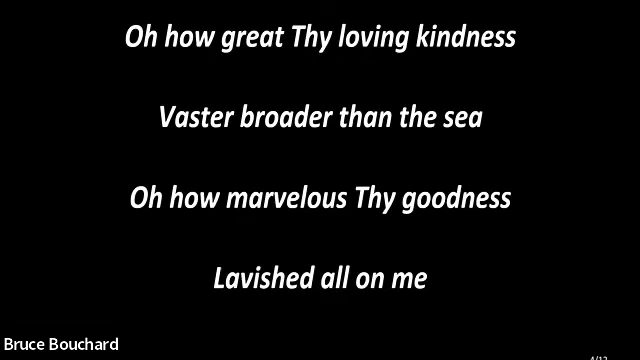 Oh how great Thy loving kindness
Vaster broader than the sea
Oh how marvelous Thy goodness
Lavished all on me
Bruce Bouchard